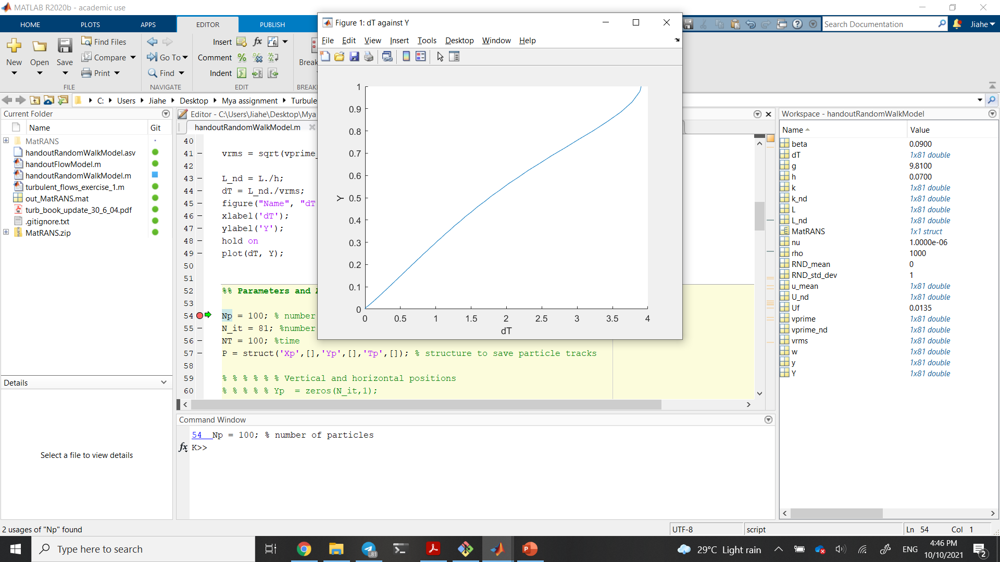 MATLAB R2020b - academic use
HOME PLOTS APPS EDITOR PUBLISH
Search Documentation
Jiahe
New
Open
Save
Find Files
Compare
Print
FILE
Go To
Find
NAVIGATE
Insert
Comment
Indent
EDIT
Break
BREAK
C: Users Jiahe Desktop Mya assignment Turbule
Current Folder
Name Git
MatRANS
handoutRandomWalkModel.asv
handoutFlowModel.m
handoutRandomWalkModel.m
turbulent_flows_exercise_1.m
out_MatRANS.mat
turb_book_update_30_6_04.pdf
.gitignore.txt
MatRANS.zip
Details
Select a file to view details
Editor - C:\Users\Jiahe\Desktop\Mya
handoutRandomWalkModel.m
40
41 vrms = sqrt(vprime_
42
43 L_nd = L./h;
44 dT = L_nd./vrms;
45 figure("Name", "dT
46 xlabel('dT');
47 ylabel('Y');
48 hold on
49 plot(dT, Y);
50
51
52 %% Parameters and
53
54 Np = 100; % number
55 N_it = 81; %number
56 NT = 100; %time
57 P = struct('Xp',[],'Yp',[],'Tp',[]); % structure to save particle tracks
58
59 % % % % % % Vertical and horizontal positions
60 % % % % % Yp = zeros(N_it,1);
Figure 1: dT against Y
File Edit View Insert Tools Desktop Window Help
1
0.9
0.8
0.7
0.6
0.5
0.4
0.3
0.2
0.1
0
Y
0 0.5 1 1.5 2 2.5 3 3.5 4
dT
Command Window
54 Np = 100; % number of particles
fx K>>
Workspace - handoutRandomWalkModel
Name Value
beta 0.0900
dT 1x81 double
g 9.8100
h 0.0700
k 1x81 double
k_nd 1x81 double
L 1x81 double
L_nd 1x81 double
MatRANS 1x1 struct
nu 1.0000e-06
rho 1000
RND_mean 0
RND_std_dev 1
u_mean 1x81 double
U_nd 1x81 double
Uf 0.0135
vprime 1x81 double
vprime_nd 1x81 double
vrms 1x81 double
w 1x81 double
y 1x81 double
Y 1x81 double
2 usages of "Np" found
UTF-8
script
Ln 54 Col 1
Type here to search
29°C Light rain
ENG
4:46 PM
10/10/2021
2